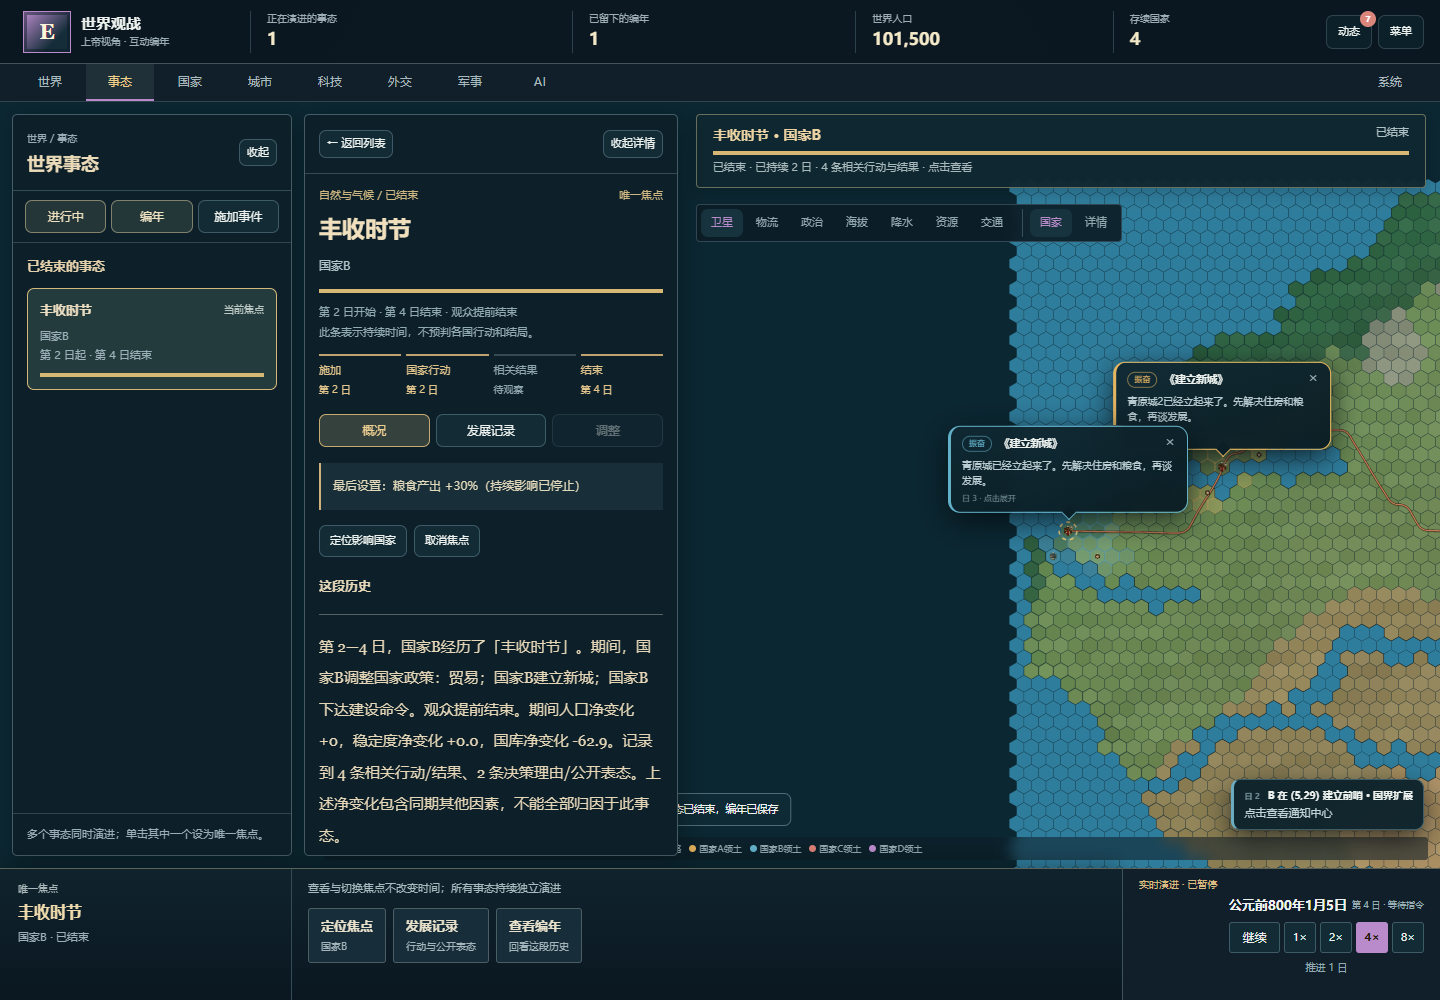 E
世界观战
上帝视角 · 互动编年
正在演进的事态
1
已留下的编年
1
世界人口
101,500
存续国家
4
动态
7
菜单
世界
事态
国家
城市
科技
外交
军事
AI
系统
世界 / 事态
世界事态
收起
进行中
编年
施加事件
已结束的事态
丰收时节
当前焦点
国家B
第 2 日起 · 第 4 日结束
多个事态同时演进；单击其中一个设为唯一焦点。
← 返回列表
收起详情
自然与气候 / 已结束
唯一焦点
丰收时节
国家B
第 2 日开始 · 第 4 日结束 · 观众提前结束
此条表示持续时间，不预判各国行动和结局。
施加
第 2 日
国家行动
第 2 日
相关结果
待观察
结束
第 4 日
概况
发展记录
调整
最后设置：粮食产出 +30%（持续影响已停止）
定位影响国家
取消焦点
这段历史
第 2—4 日，国家B经历了「丰收时节」。期间，国
家B调整国家政策：贸易；国家B建立新城；国家B
下达建设命令。观众提前结束。期间人口净变化
+0，稳定度净变化 +0.0，国库净变化 -62.9。记录
到 4 条相关行动/结果、2 条决策理由/公开表态。上
述净变化包含同期其他因素，不能全部归因于此事
态。
丰收时节 • 国家B
已结束
已结束 · 已持续 2 日 · 4 条相关行动与结果 · 点击查看
卫星
物流
政治
海拔
降水
资源
交通
国家
详情
振奋
《建立新城》
×
青原城2已经立起来了。先解决住房和粮
食，再谈发展。
振奋
《建立新城》
×
青原城已经立起来了。先解决住房和粮食，再谈
发展。
日 3 · 点击展开
日 2 B 在 (5,29) 建立前哨 • 国界扩展
点击查看通知中心
已结束，编年已保存
国家A领土
国家B领土
国家C领土
国家D领土
唯一焦点
丰收时节
国家B · 已结束
查看与切换焦点不改变时间；所有事态持续独立演进
定位焦点
国家B
发展记录
行动与公开表态
查看编年
回看这段历史
实时演进 · 已暂停
公元前800年1月5日 第 4 日 · 等待指令
继续
1×
2×
4×
8×
推进 1 日